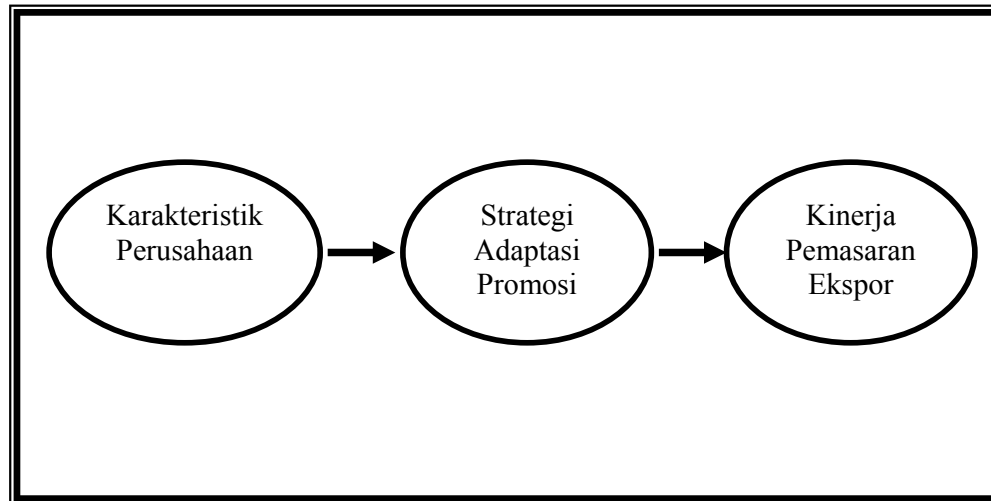 Karakteristik
Perusahaan
Strategi
Adaptasi
Promosi
Kinerja
Pemasaran
Ekspor